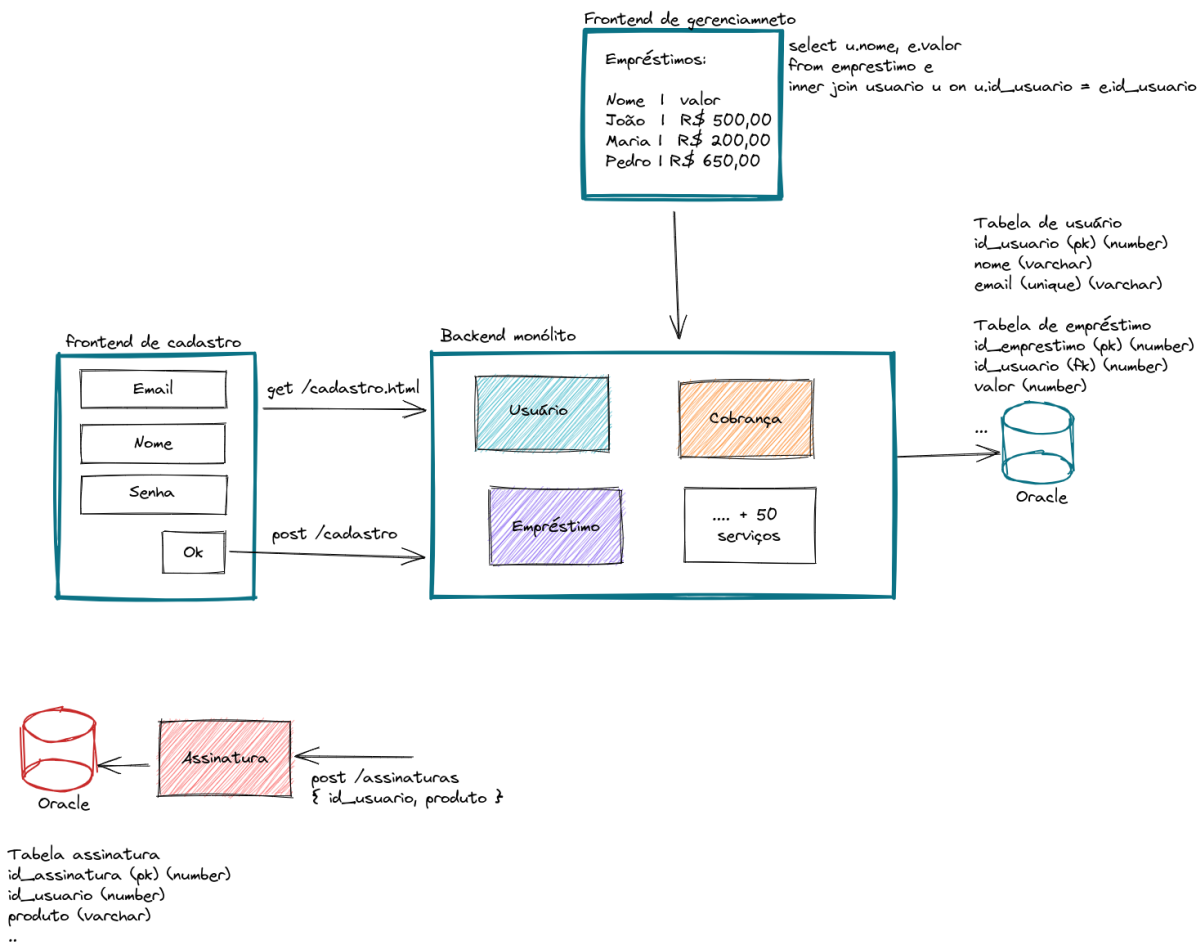 Frontend de gerenciamneto
Empréstimos:
Nome | valor
João | R$ 500,00
Maria | R$ 200,00
Pedro | R$ 650,00
select u.nome, e.valor
from emprestimo e
inner join usuario u on u.id_usuario = e.id_usuario
Tabela de usuário
id_usuario (pk) (number)
nome (varchar)
email (unique) (varchar)
Tabela de empréstimo
id_emprestimo (pk) (number)
id_usuario (fk) (number)
valor (number)
...
Oracle
frontend de cadastro
Email
Nome
Senha
Ok
get /cadastro.html
post /cadastro
Backend monólito
Usuário
Cobrança
Empréstimo
.... + 50
serviços
Oracle
Assinatura
post /assinaturas
{ id_usuario, produto }
Tabela assinatura
id_assinatura (pk) (number)
id_usuario (number)
produto (varchar)
..